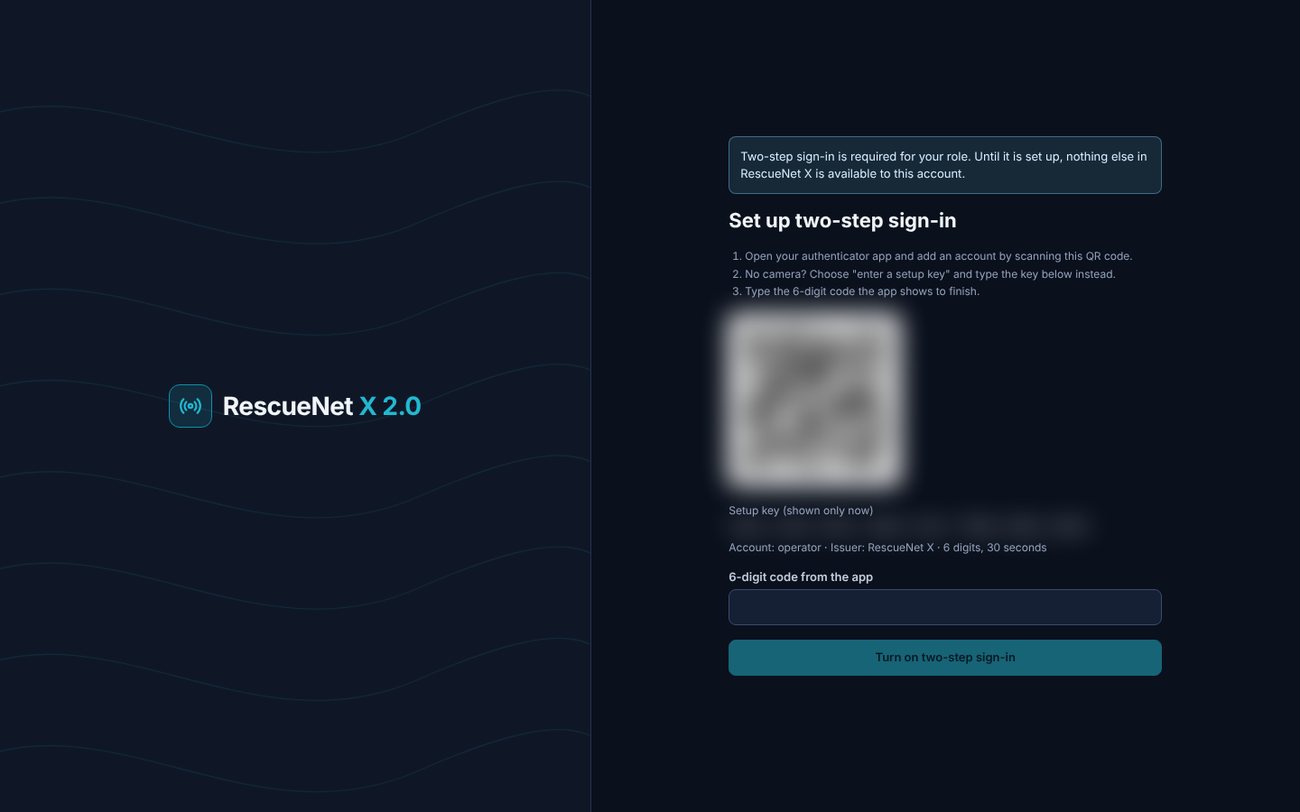 RescueNet X 2.0
Two-step sign-in is required for your role. Until it is set up, nothing else in
RescueNet X is available to this account.
Set up two-step sign-in
1. Open your authenticator app and add an account by scanning this QR code.
2. No camera? Choose "enter a setup key" and type the key below instead.
3. Type the 6-digit code the app shows to finish.
Setup key (shown only now)
Account: operator · Issuer: RescueNet X · 6 digits, 30 seconds
6-digit code from the app
Turn on two-step sign-in